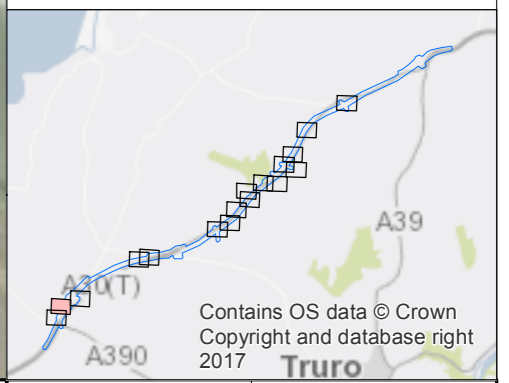 A39
A30(T)
Contains OS data © Crown
Copyright and database right
2017
A390
Truro